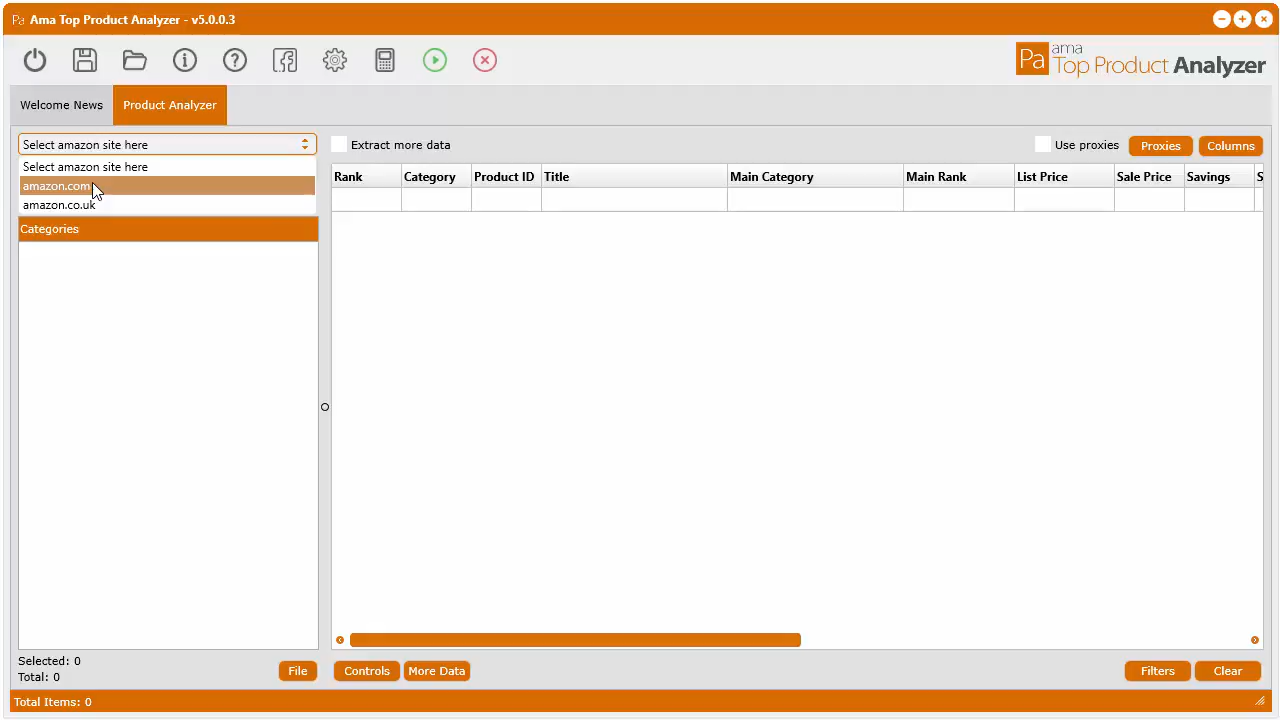 Pa Ama Top Product Analyzer - v5.0.0.3
Pa ama
Top Product Analyzer
Welcome News
Product Analyzer
Select amazon site here
Extract more data
Use proxies
Proxies
Columns
Select amazon site here
amazon.com
amazon.co.uk
Rank Category Product ID Title Main Category Main Rank List Price Sale Price Savings S
Categories
Selected: 0
Total: 0
File
Controls
More Data
Filters
Clear
Total Items: 0